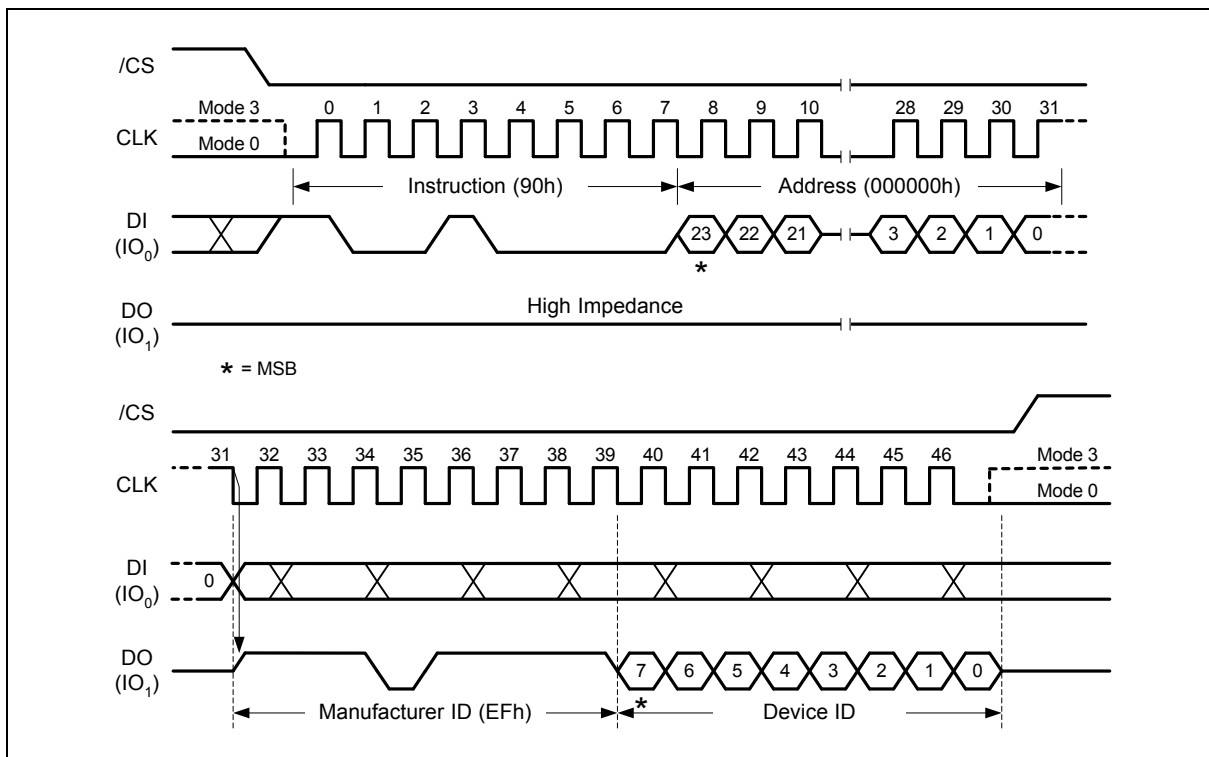 /CS
Mode 3 0 1 2 3 4 5 6 7 8 9 10 28 29 30 31
CLK
Mode 0
Instruction (90h) Address (000000h)
DI
(IO0)
23 22 21 3 2 1 0
*
High Impedance
DO
(IO1)
* = MSB
/CS
31 32 33 34 35 36 37 38 39 40 41 42 43 44 45 46 Mode 3
CLK
Mode 0
DI
(IO0)
0
DO
(IO1)
7 6 5 4 3 2 1 0
*
Manufacturer ID (EFh) Device ID